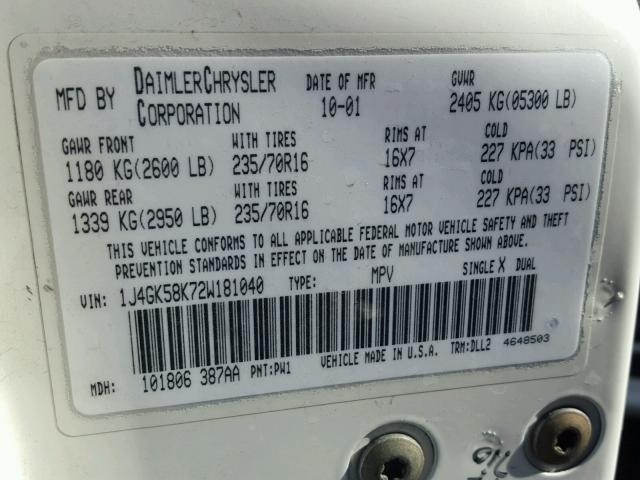 MFD BY DAIMLERCHRYSLER CORPORATION DATE OF MFR 10-01 GVWR 2405 KG(05300 LB)
GAWR FRONT WITH TIRES RIMS AT COLD
1180 KG(2600 LB) 235/70R16 16X7 227 KPA(33 PSI)
GAWR REAR WITH TIRES RIMS AT COLD
1339 KG(2950 LB) 235/70R16 16X7 227 KPA(33 PSI)
THIS VEHICLE CONFORMS TO ALL APPLICABLE FEDERAL MOTOR VEHICLE SAFETY AND THEFT
PREVENTION STANDARDS IN EFFECT ON THE DATE OF MANUFACTURE SHOWN ABOVE.
VIN: 1J4GK58K72W181040 TYPE: MPV SINGLE X DUAL
MDH: 101806 387AA PNT:PW1 VEHICLE MADE IN U.S.A. TRM:DLL2 4648503